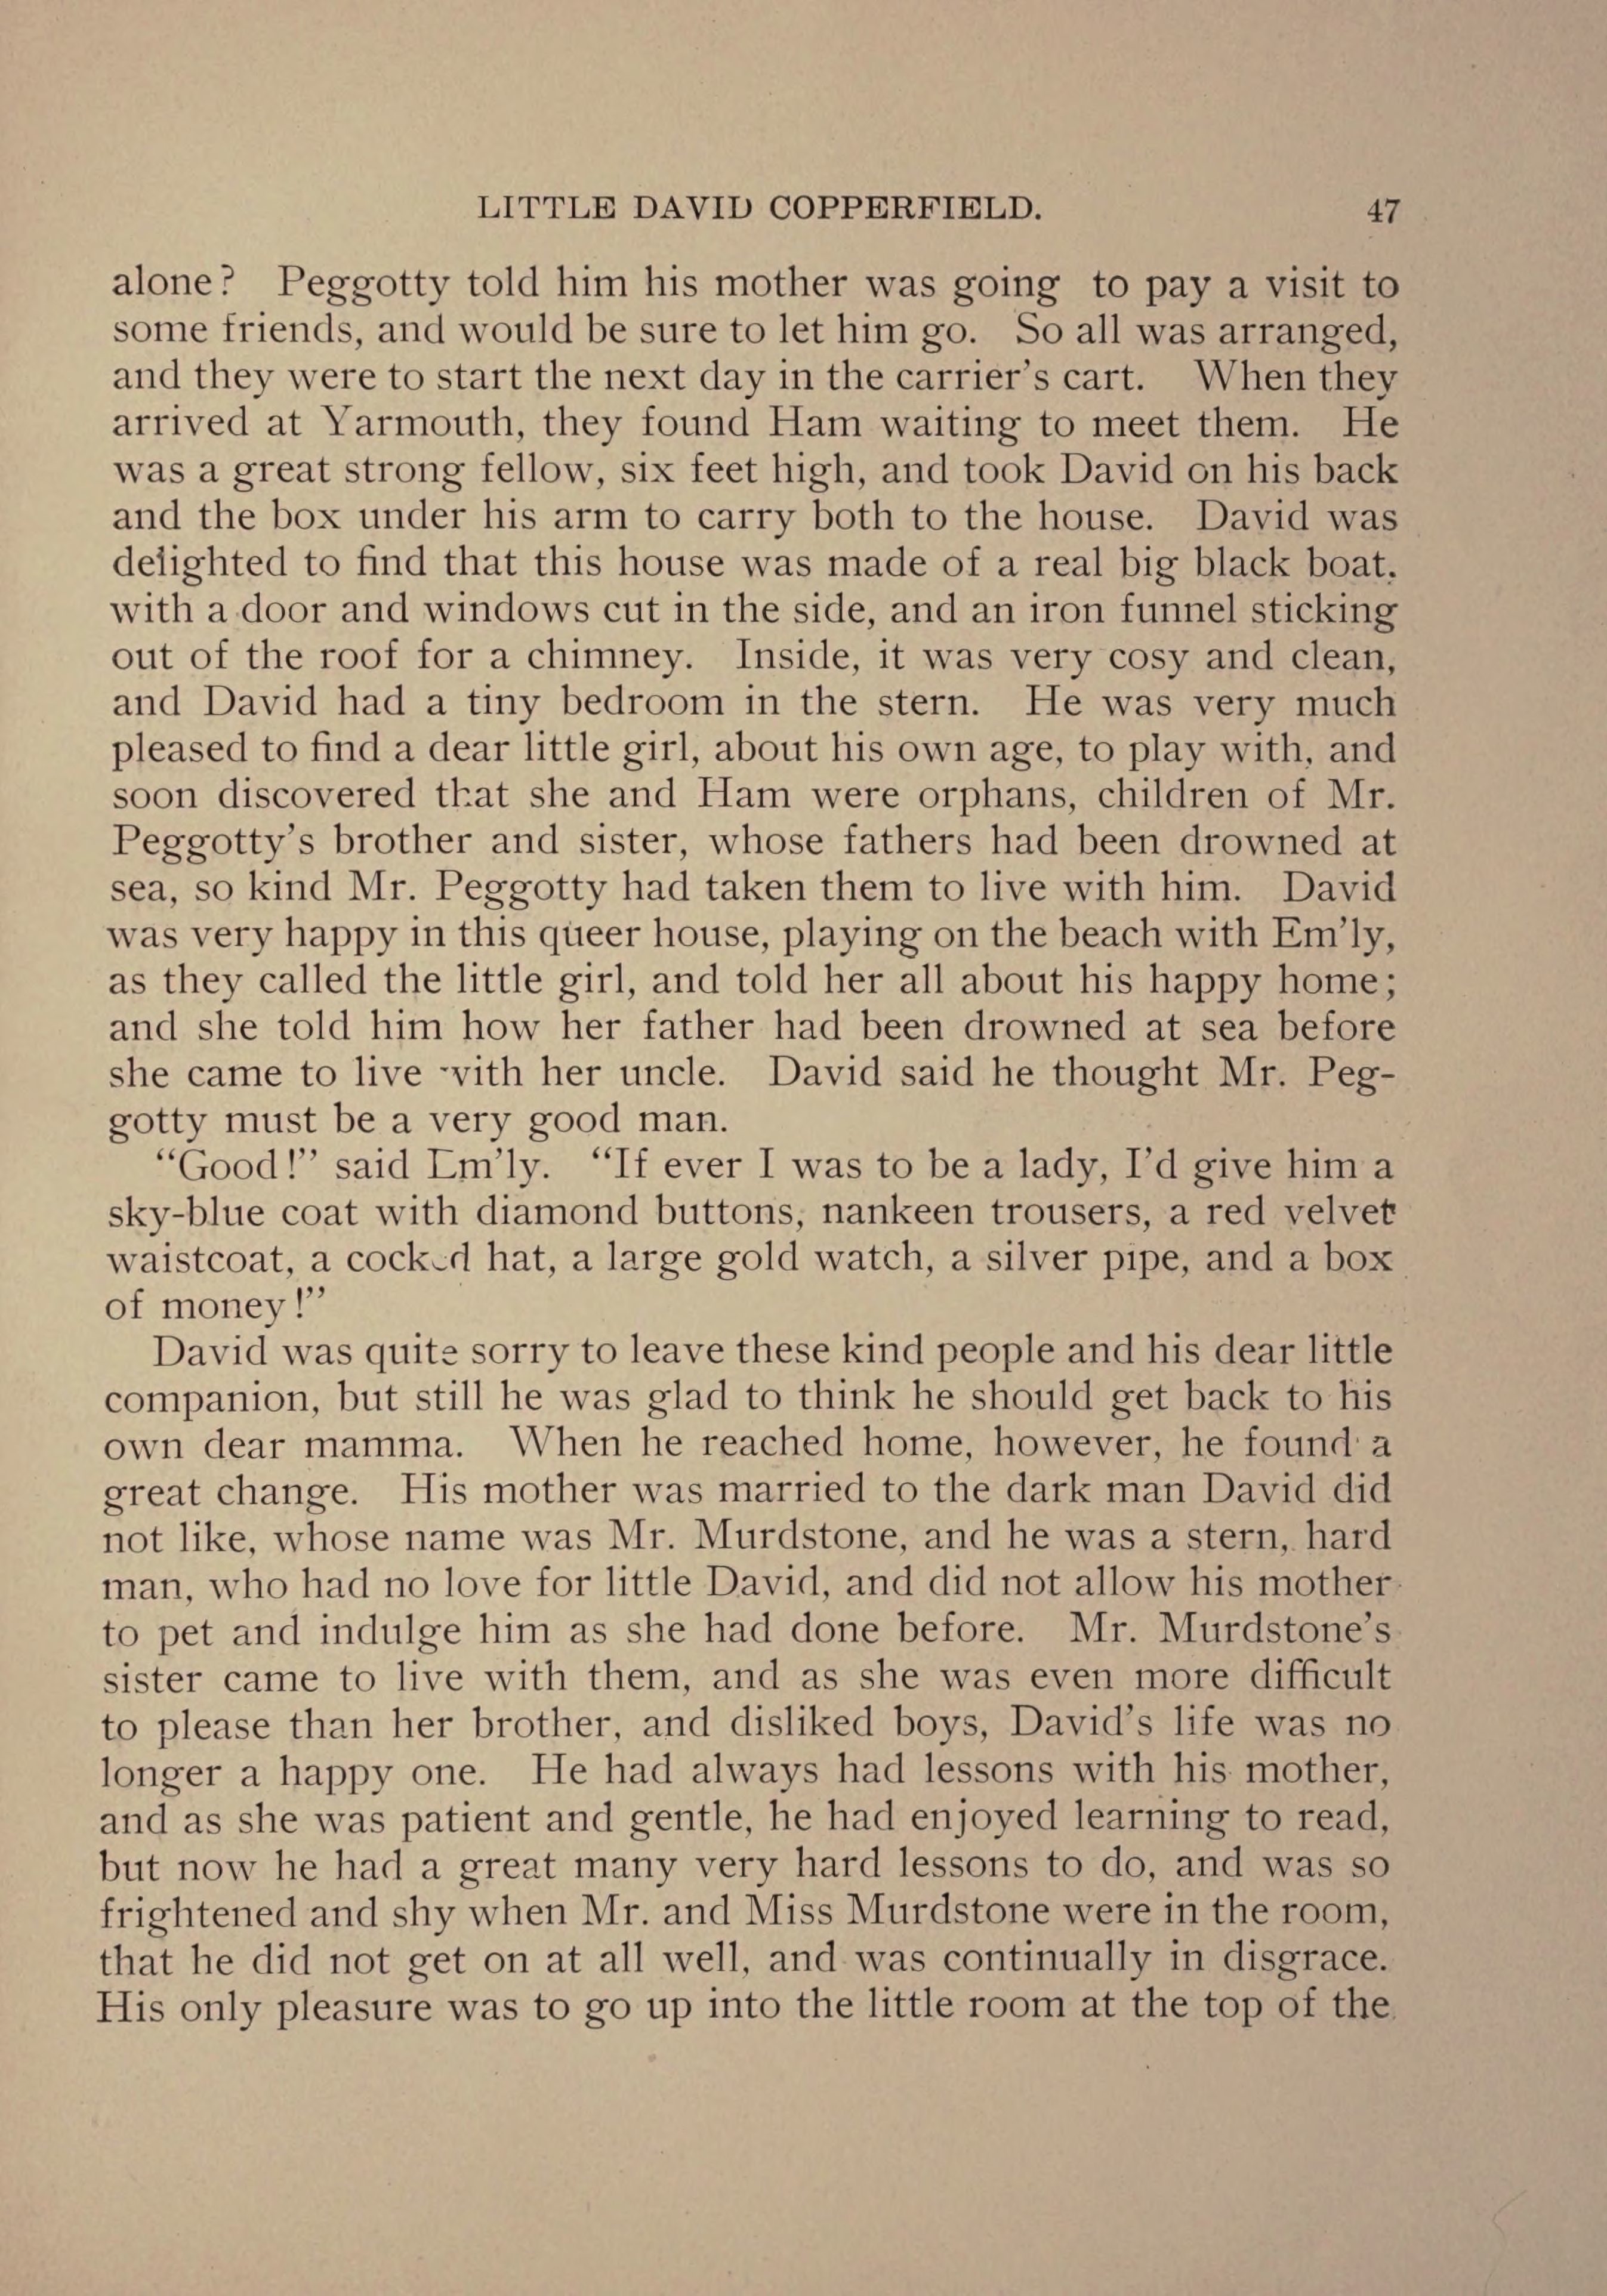 LITTLE DAVID COPPERFIELD. 47
alone? Peggotty told him his mother was going to pay a visit to
some friends, and would be sure to let him go. So all was arranged,
and they were to start the next day in the carrier's cart. When they
arrived at Yarmouth, they found Ham waiting to meet them. He
was a great strong fellow, six feet high, and took David on his back
and the box under his arm to carry both to the house. David was
delighted to find that this house was made of a real big black boat,
with a door and windows cut in the side, and an iron funnel sticking
out of the roof for a chimney. Inside, it was very cosy and clean,
and David had a tiny bedroom in the stern. He was very much
pleased to find a dear little girl, about his own age, to play with, and
soon discovered that she and Ham were orphans, children of Mr.
Peggotty's brother and sister, whose fathers had been drowned at
sea, so kind Mr. Peggotty had taken them to live with him. David
was very happy in this queer house, playing on the beach with Em'ly,
as they called the little girl, and told her all about his happy home;
and she told him how her father had been drowned at sea before
she came to live with her uncle. David said he thought Mr. Peg-
gotty must be a very good man.
“Good!” said Em'ly. “If ever I was to be a lady, I'd give him a
sky-blue coat with diamond buttons, nankeen trousers, a red velvet
waistcoat, a cocked hat, a large gold watch, a silver pipe, and a box
of money!”
David was quite sorry to leave these kind people and his dear little
companion, but still he was glad to think he should get back to his
own dear mamma. When he reached home, however, he found a
great change. His mother was married to the dark man David did
not like, whose name was Mr. Murdstone, and he was a stern, hard
man, who had no love for little David, and did not allow his mother
to pet and indulge him as she had done before. Mr. Murdstone's
sister came to live with them, and as she was even more difficult
to please than her brother, and disliked boys, David's life was no
longer a happy one. He had always had lessons with his mother,
and as she was patient and gentle, he had enjoyed learning to read,
but now he had a great many very hard lessons to do, and was so
frightened and shy when Mr. and Miss Murdstone were in the room,
that he did not get on at all well, and was continually in disgrace.
His only pleasure was to go up into the little room at the top of the